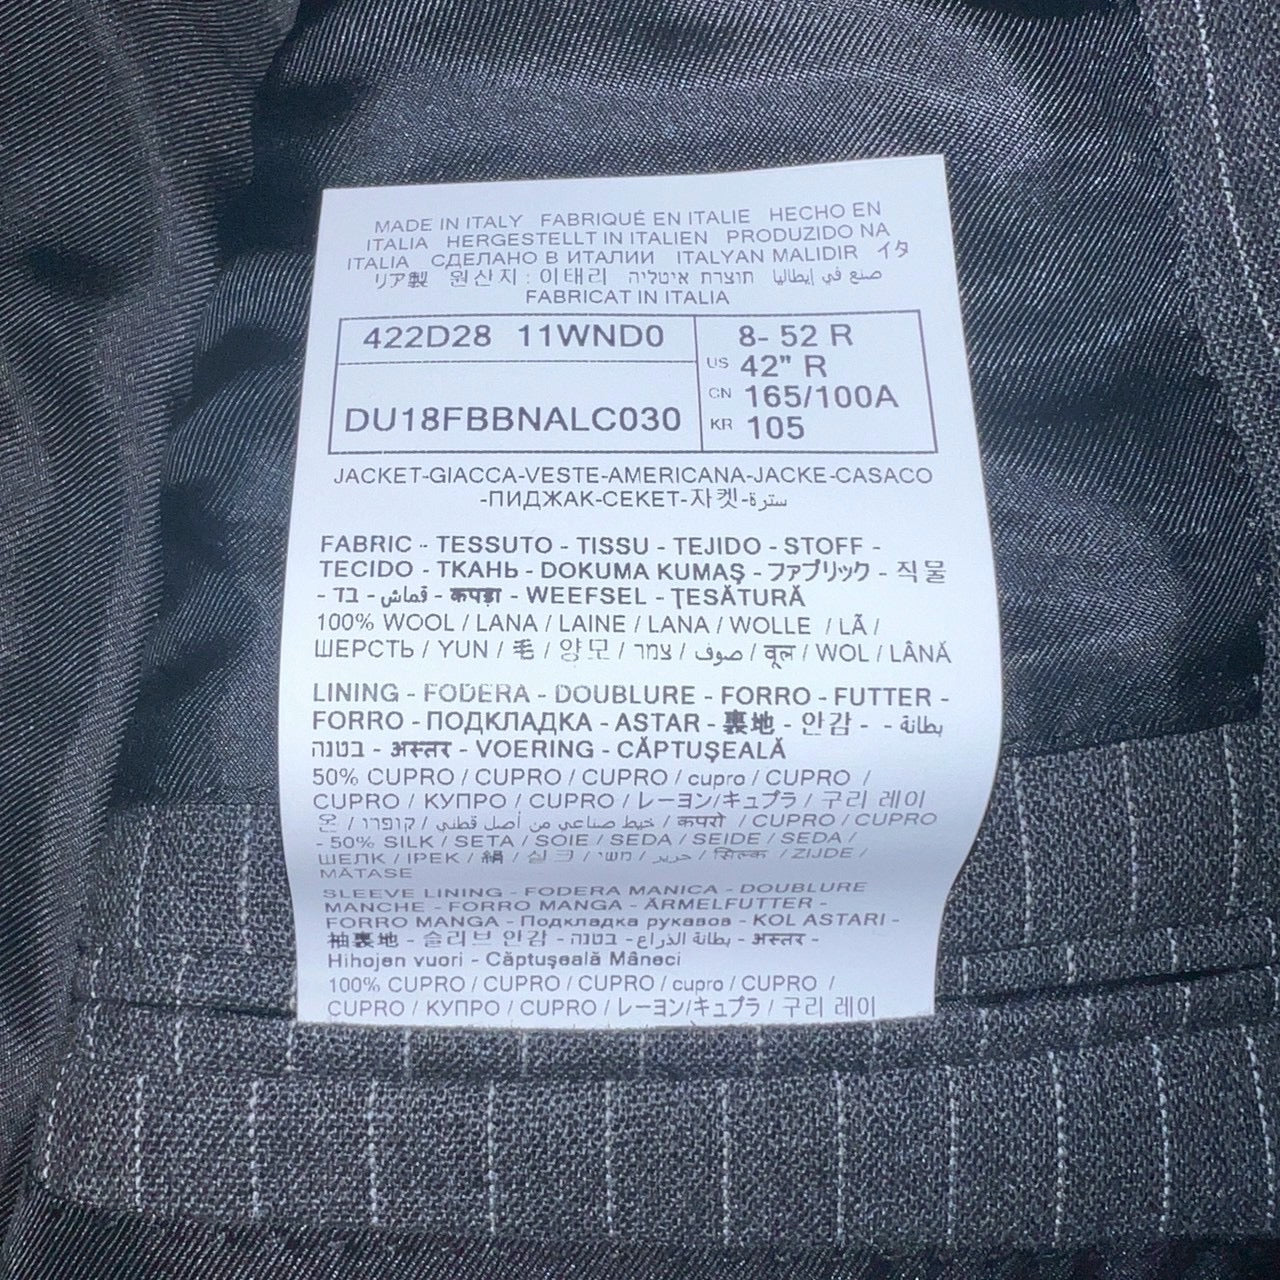 MADE IN ITALY FABRIQUÉ EN ITALIE HECHO EN
ITALIA HERGESTELLT IN ITALIEN PRODUZIDO NA
ITALIA СДЕЛАНО В ИТАЛИИ ITALYAN MALIDIR イタ
リア製 원산지 : 이태리 תוצרת איטליה صنع في إيطاليا
FABRICAT IN ITALIA
422D28 11WND0
DU18FBBNALC030
8- 52 R
US 42" R
CN 165/100A
KR 105
JACKET-GIACCA-VESTE-AMERICANA-JACKE-CASACO
-ПИДЖАК-CEKET-자켓-سترة
FABRIC - TESSUTO - TISSU - TEJIDO - STOFF -
TECIDO - ТКАНЬ - DOKUMA KUMAŞ - ファブリック - 직물
- בד - قماش - कपड़ा - WEEFSEL - ȚESĂTURĂ
100% WOOL / LANA / LAINE / LANA / WOLLE / LÃ /
ШЕРСТЬ / YUN / 毛 / 양모 / צמר / صوف / वूल / WOL / LÂNĂ
LINING - FODERA - DOUBLURE - FORRO - FUTTER -
FORRO - ПОДКЛАДКА - ASTAR - 裏地 - 안감 - - بطانة
בטנה - अस्तर - VOERING - CĂPTUȘEALĂ
50% CUPRO / CUPRO / CUPRO / cupro / CUPRO /
CUPRO / КУПРО / CUPRO / レーヨン/キュプラ / 구리 레이
온 / קופרו / خيط صناعي من أصل قطني / कपरो / CUPRO / CUPRO
- 50% SILK / SETA / SOIE / SEDA / SEIDE / SEDA /
ШЕЛК / IPEK / 絹 / 실크 / משי / حرير / सिल्क / ZIJDE /
MĂTASE
SLEEVE LINING - FODERA MANICA - DOUBLURE
MANCHE - FORRO MANGA - ÄRMELFUTTER -
FORRO MANGA - Подкладка рукавов - KOL ASTARI -
袖裏地 - 슬리브 안감 - בטנה - بطانة الذراع - अस्तर -
Hihojen vuori - Căptușeală Mâneci
100% CUPRO / CUPRO / CUPRO / cupro / CUPRO /
CUPRO / КУПРО / CUPRO / レーヨン/キュプラ / 구리 레이